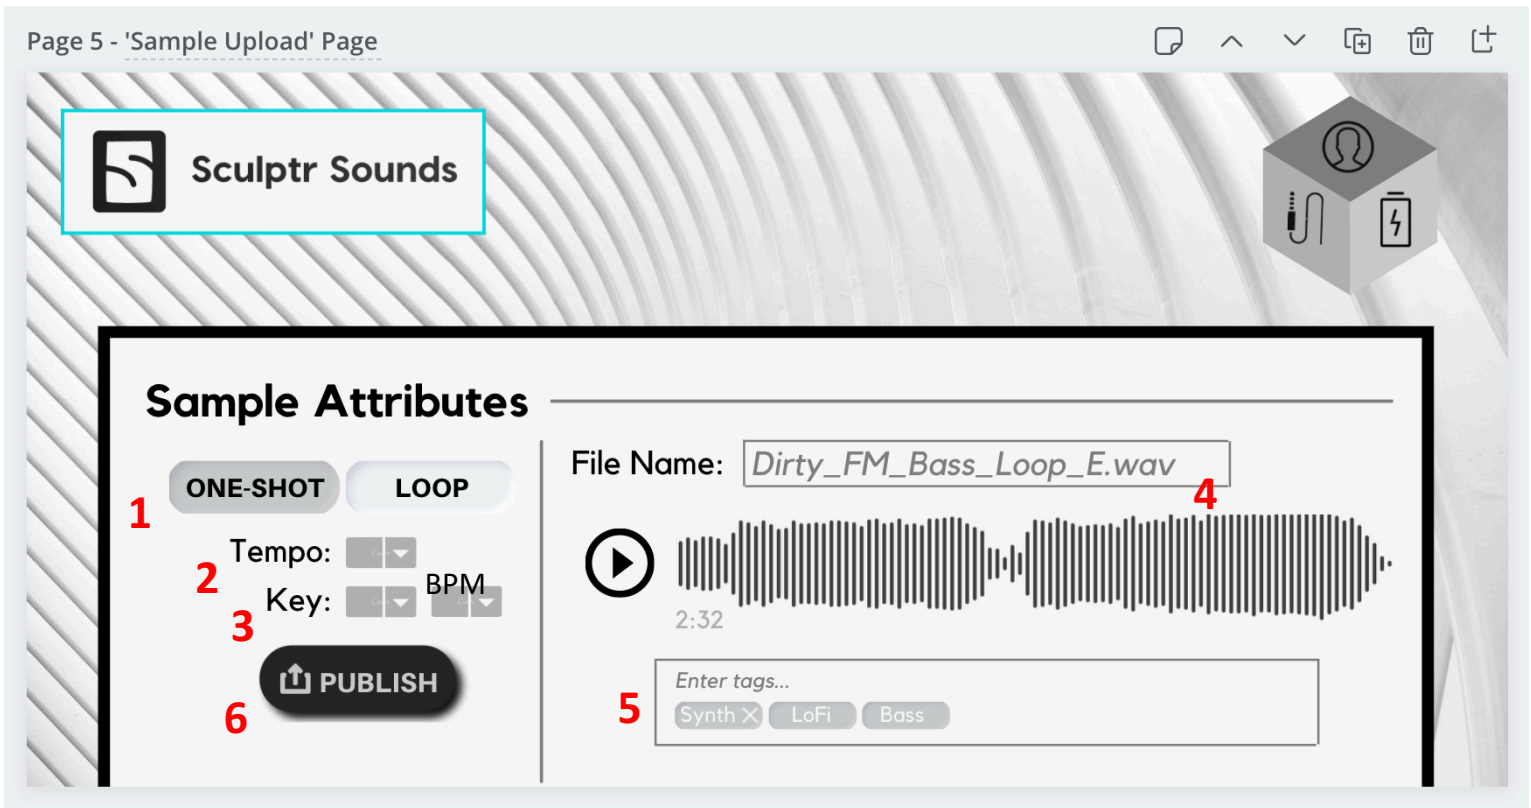 Page 5 - 'Sample Upload' Page
Sculptr Sounds
Sample Attributes
ONE-SHOT LOOP
1
Tempo:
2
BPM
Key:
3
PUBLISH
6
File Name: Dirty_FM_Bass_Loop_E.wav
4
2:32
Enter tags...
5
Synth X LoFi Bass